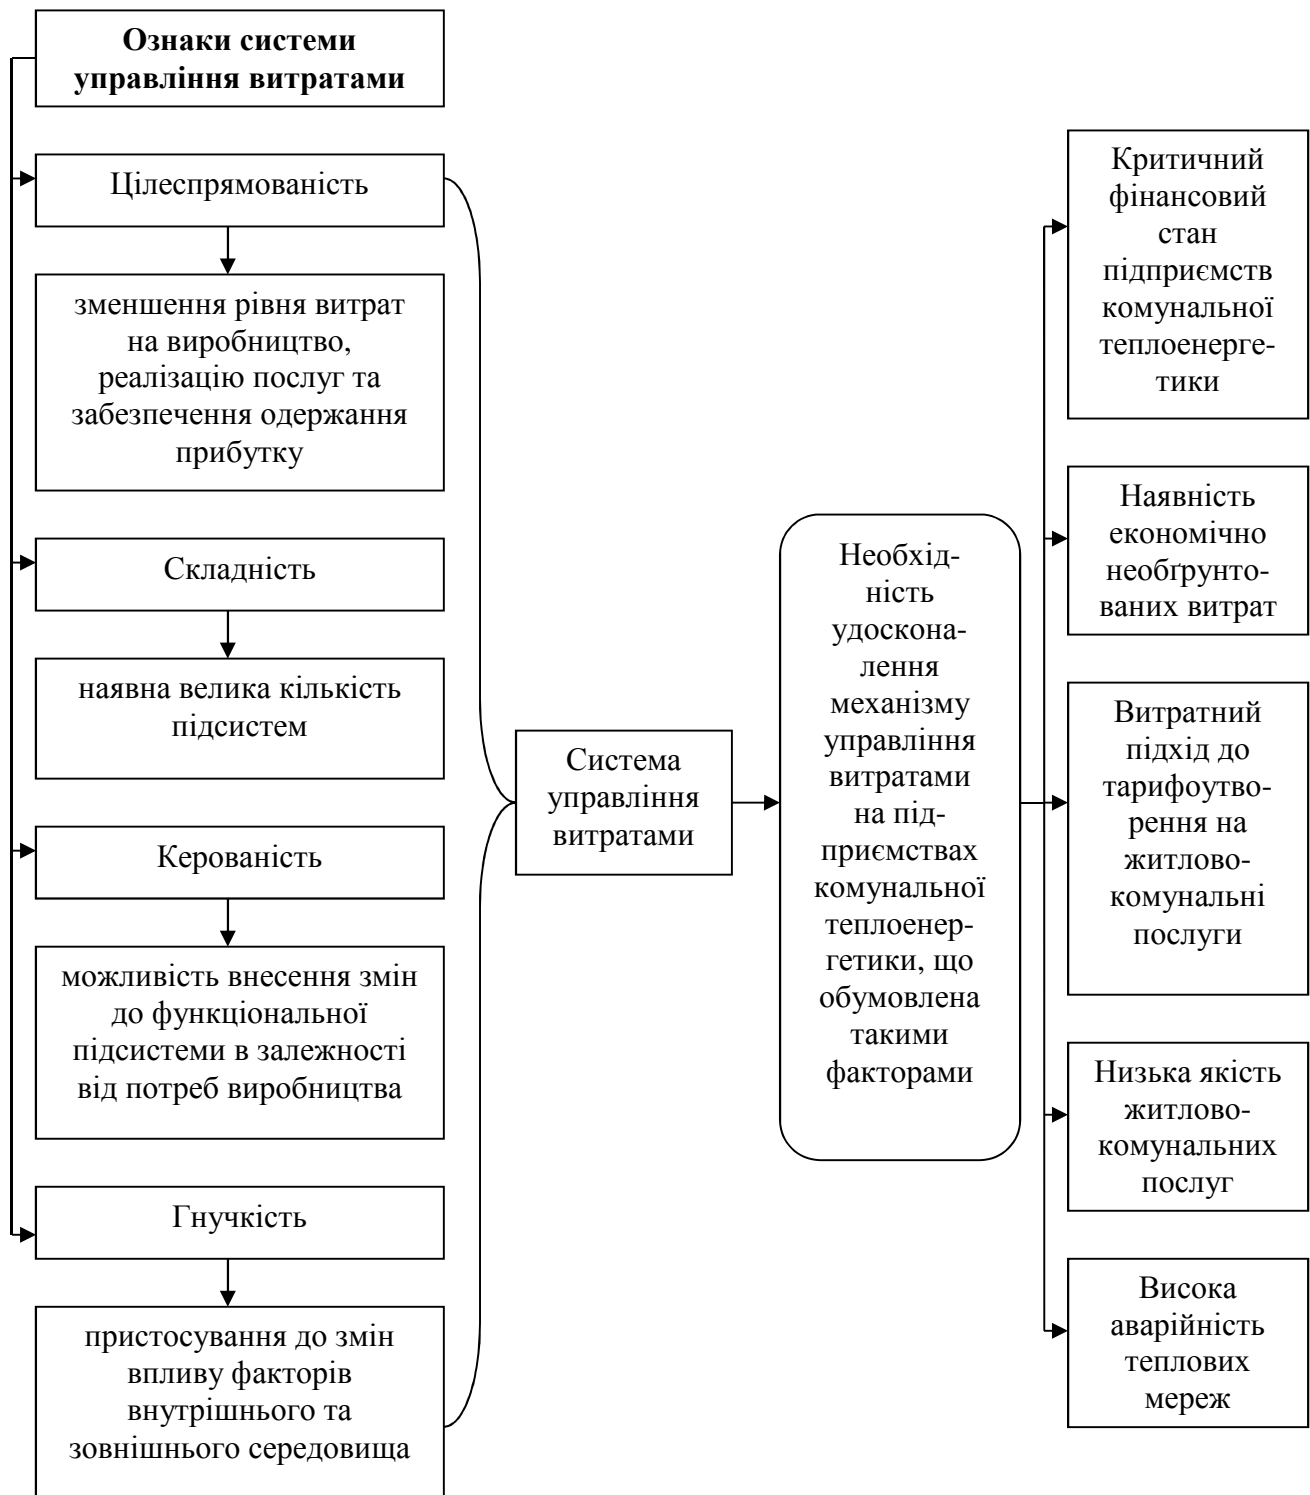 Ознаки системи
управління витратами
Цілеспрямованість
зменшення рівня витрат
на виробництво,
реалізацію послуг та
забезпечення одержання
прибутку
Складність
наявна велика кількість
підсистем
Керованість
можливість внесення змін
до функціональної
підсистеми в залежності
від потреб виробництва
Гнучкість
пристосування до змін
впливу факторів
внутрішнього та
зовнішнього середовища
Система
управління
витратами
Необхід-
ність
удоскона-
лення
механізму
управління
витратами
на під-
приємствах
комунальної
теплоенер-
гетики, що
обумовлена
такими
факторами
Критичний
фінансовий
стан
підприємств
комунальної
теплоенерге-
тики
Наявність
економічно
необґрунто-
ваних витрат
Витратний
підхід до
тарифоутво-
рення на
житлово-
комунальні
послуги
Низька якість
житлово-
комунальних
послуг
Висока
аварійність
теплових
мереж